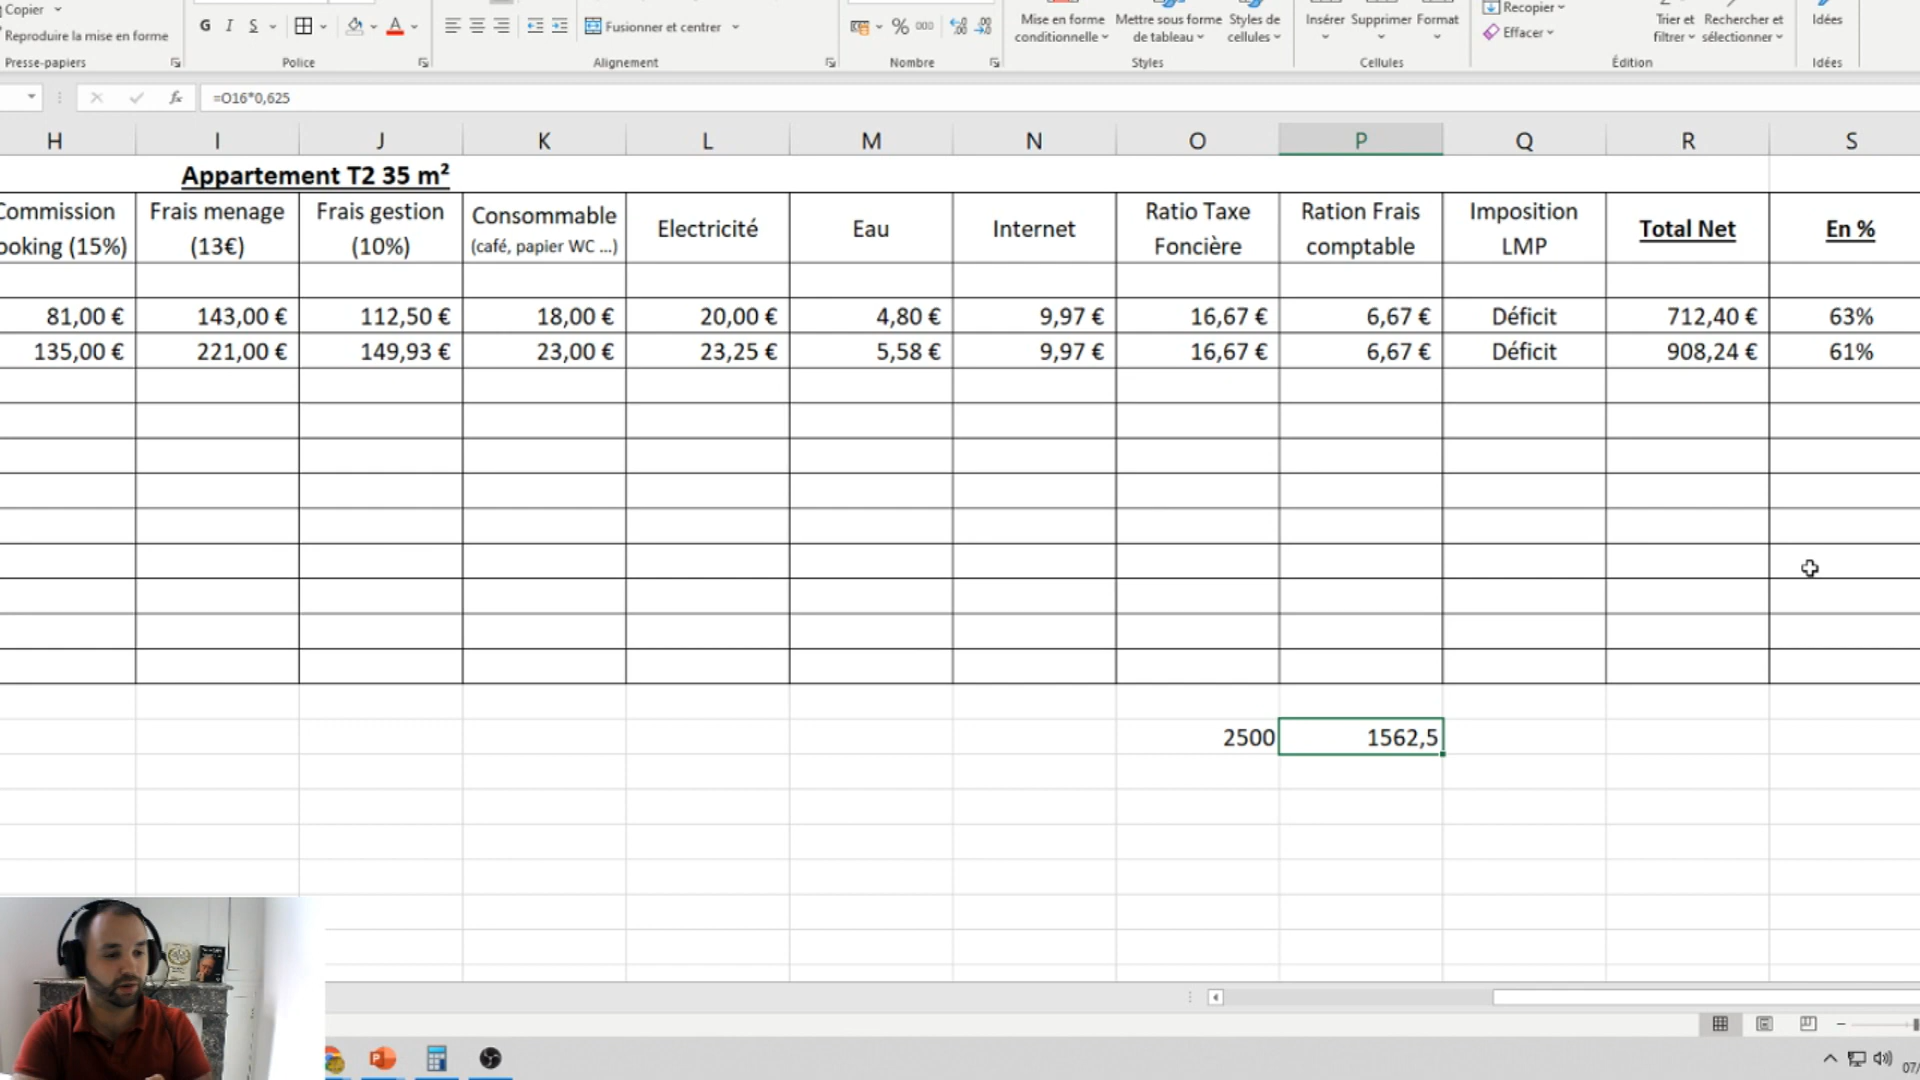 Copier
Reproduire la mise en forme
Presse-papiers
G I S
Police
Fusionner et centrer
Alignement
% 000
Nombre
Mise en forme
conditionnelle
Mettre sous forme
de tableau
Styles de
cellules
Styles
Insérer Supprimer Format
Cellules
Recopier
Effacer
Trier et
filtrer
Rechercher et
sélectionner
Édition
Idées
Idées
fx =O16*0,625
H I J K L M N O P Q R S
Appartement T2 35 m²
Commission
ooking (15%)
Frais menage
(13€)
Frais gestion
(10%)
Consommable
(café, papier WC ...)
Electricité
Eau
Internet
Ratio Taxe
Foncière
Ration Frais
comptable
Imposition
LMP
Total Net
En %
81,00 € 143,00 € 112,50 € 18,00 € 20,00 € 4,80 € 9,97 € 16,67 € 6,67 € Déficit 712,40 € 63%
135,00 € 221,00 € 149,93 € 23,00 € 23,25 € 5,58 € 9,97 € 16,67 € 6,67 € Déficit 908,24 € 61%
2500 1562,5
07/